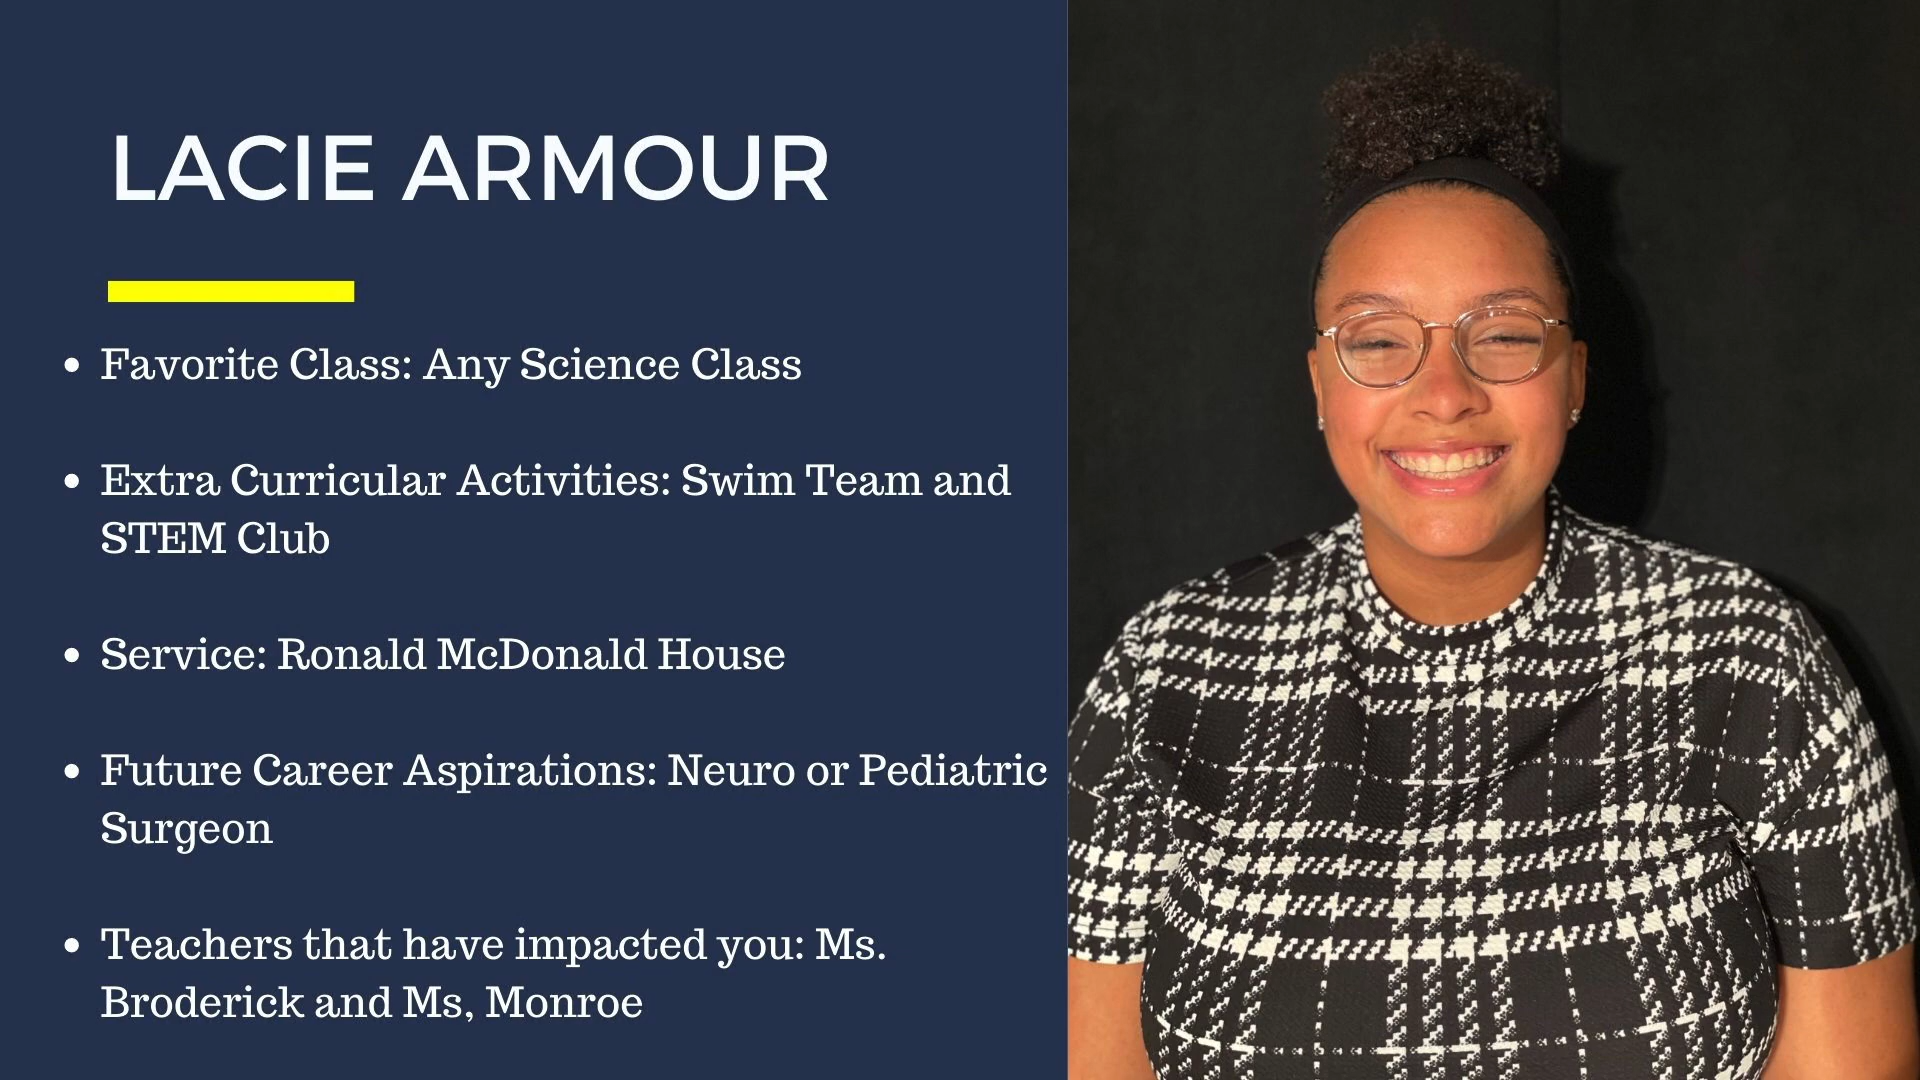 LACIE ARMOUR
• Favorite Class: Any Science Class
• Extra Curricular Activities: Swim Team and
STEM Club
• Service: Ronald McDonald House
• Future Career Aspirations: Neuro or Pediatric
Surgeon
• Teachers that have impacted you: Ms.
Broderick and Ms, Monroe